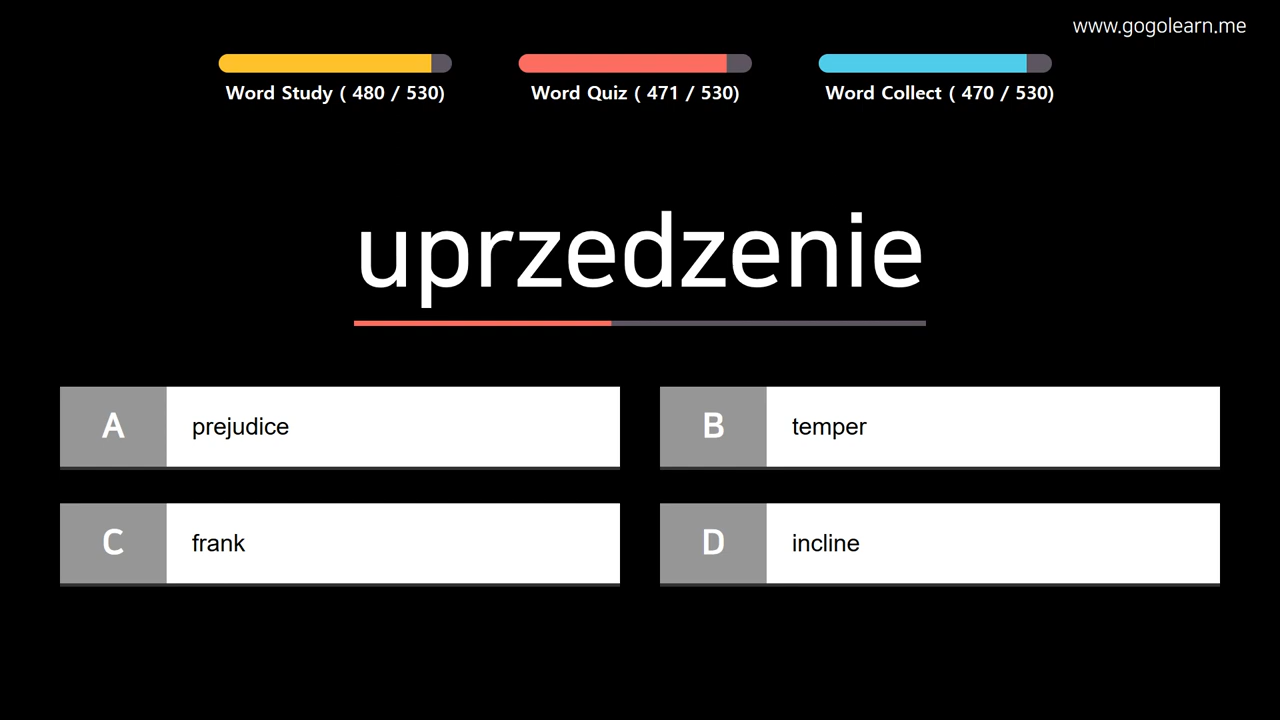 www.gogolearn.me
Word Study ( 480 / 530)
Word Quiz ( 471 / 530)
Word Collect ( 470 / 530)
uprzedzenie
A prejudice
B temper
C frank
D incline